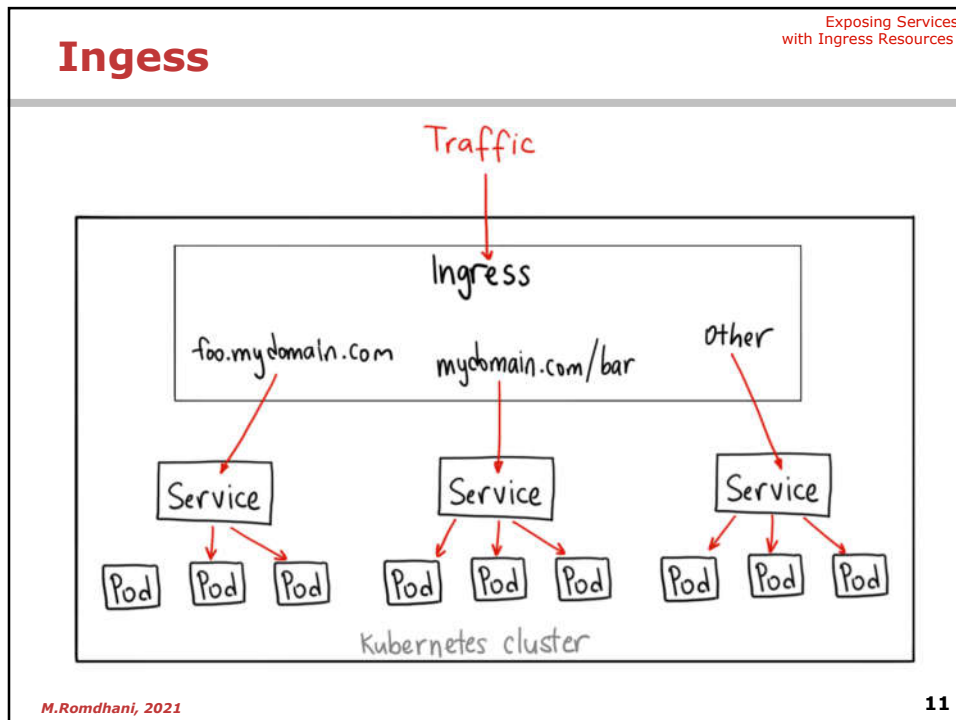 Exposing Services
with Ingress Resources
Ingess
Traffic
Ingress
foo.mydomain.com
mydomain.com/bar
other
Service
Service
Service
Pod
Pod
Pod
Pod
Pod
Pod
Pod
Pod
Pod
Kubernetes cluster
M.Romdhani, 2021
11